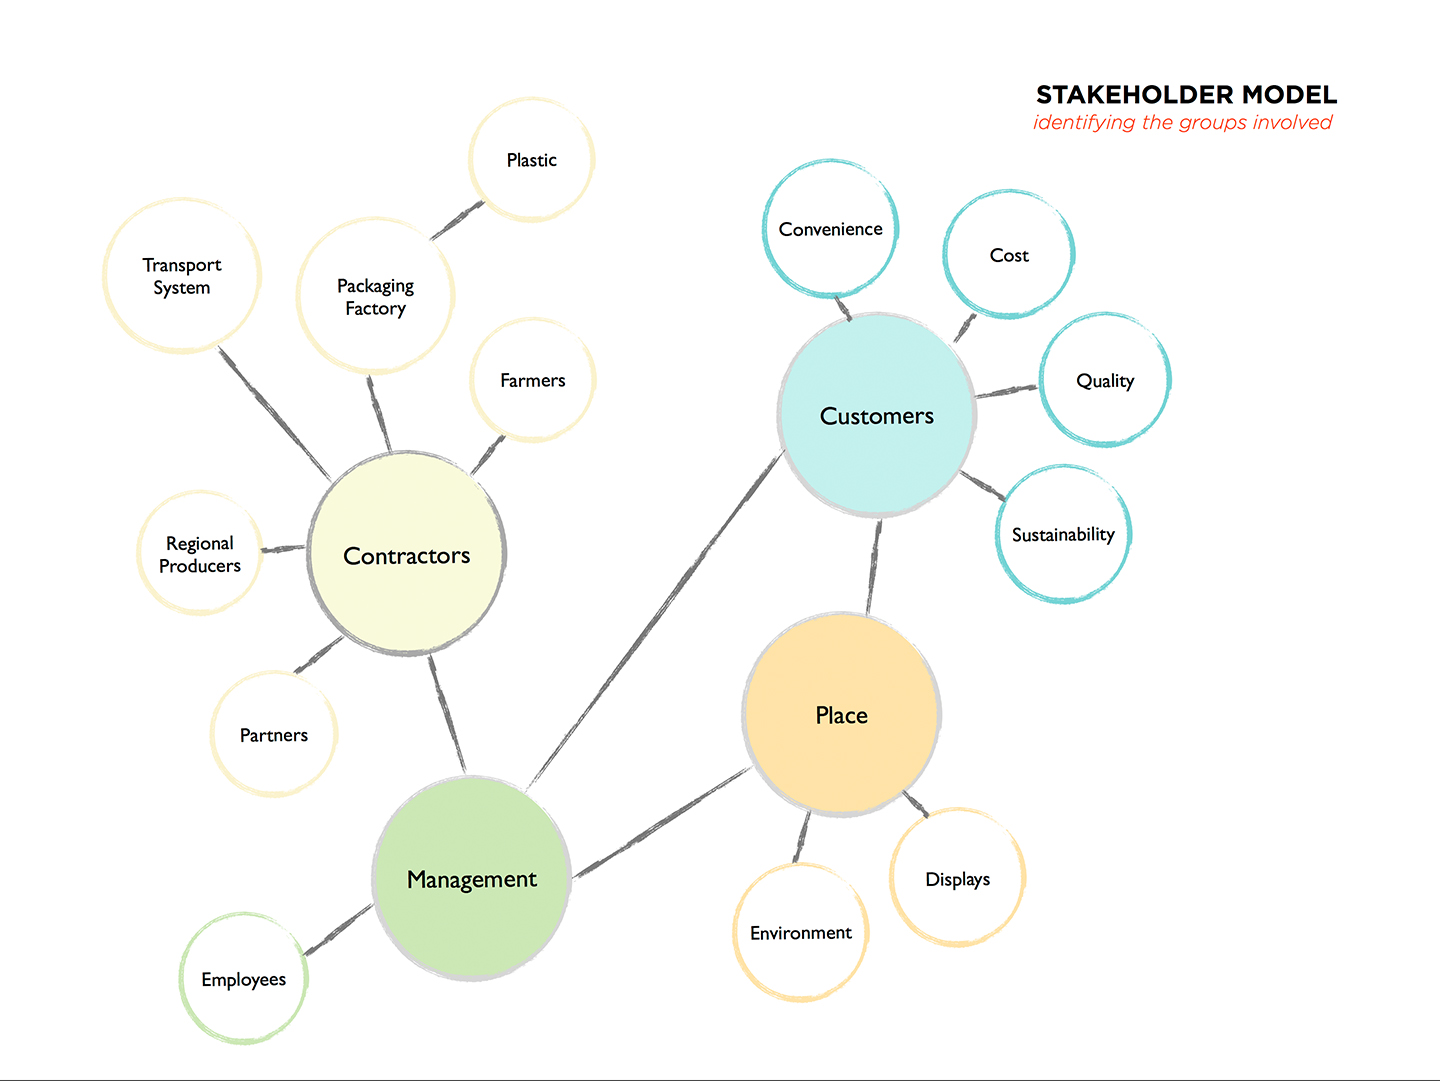 STAKEHOLDER MODEL
identifying the groups involved
Plastic
Transport
System
Packaging
Factory
Farmers
Regional
Producers
Contractors
Partners
Management
Employees
Convenience
Cost
Quality
Customers
Sustainability
Place
Displays
Environment